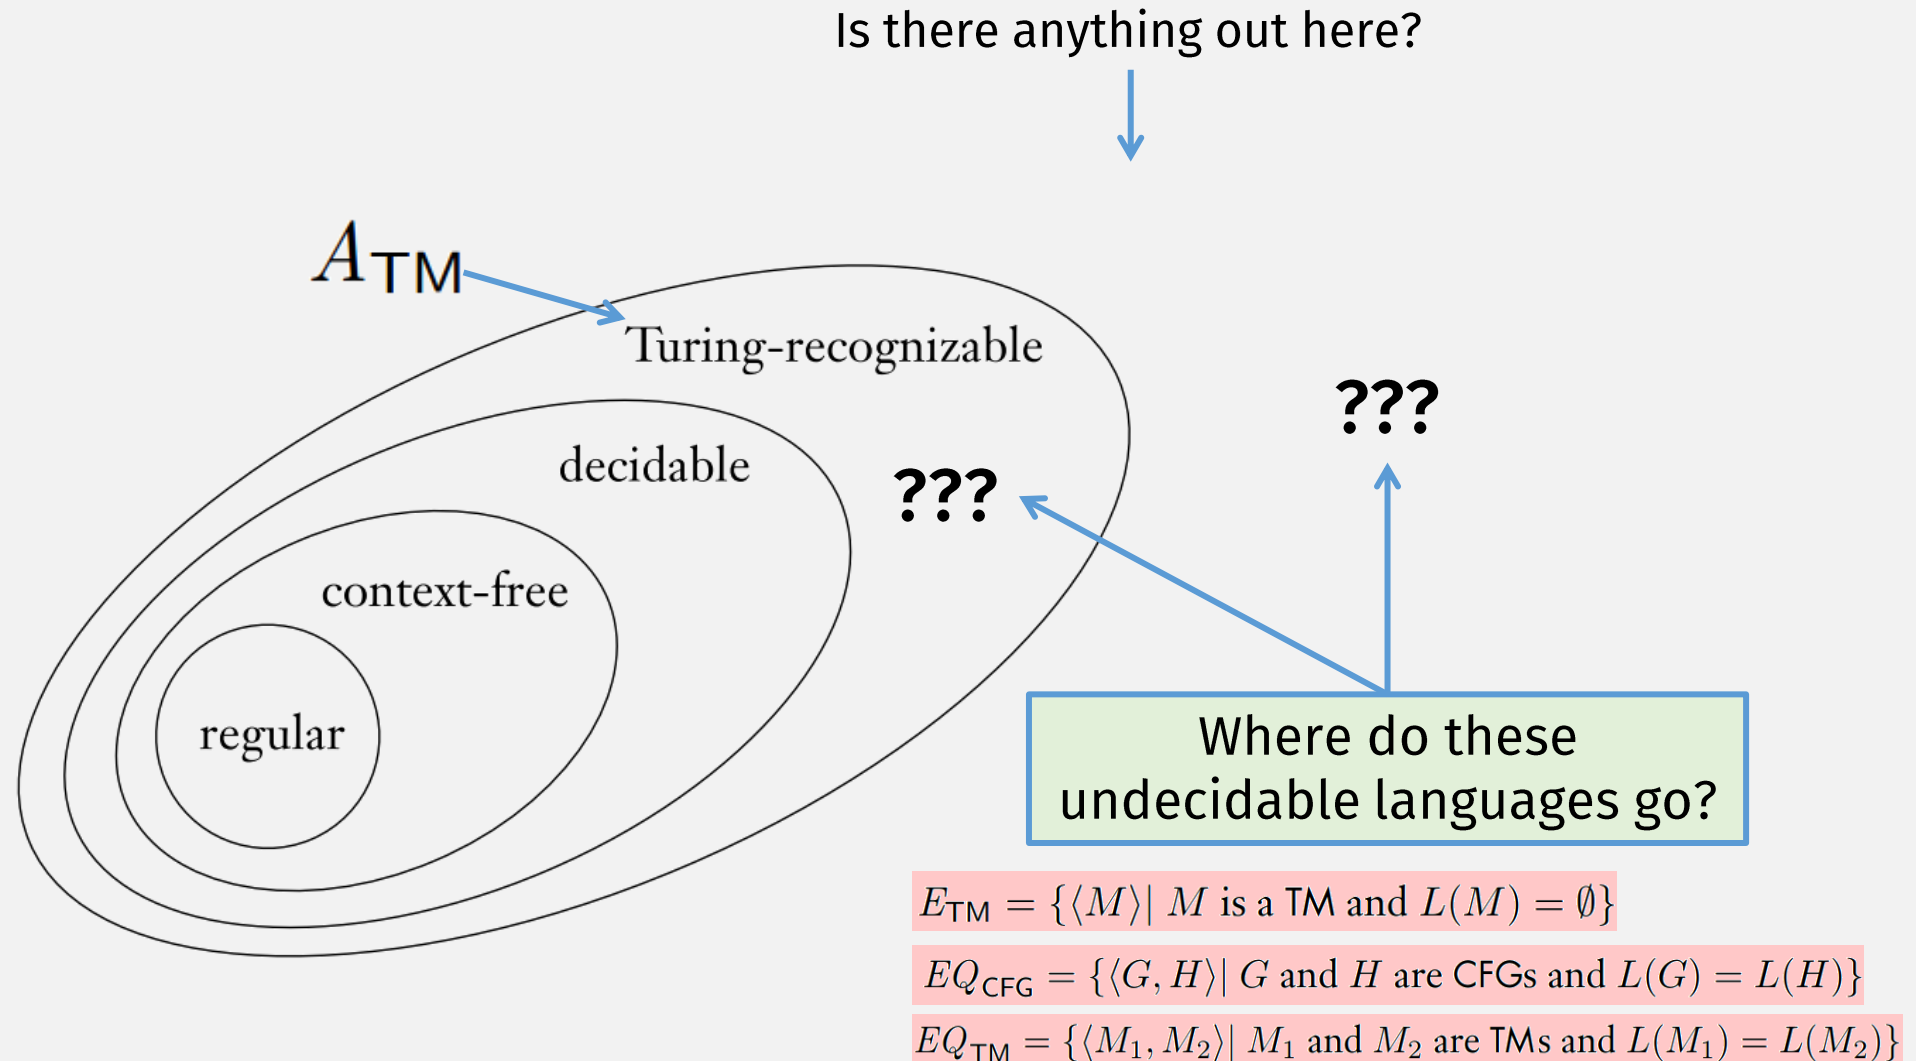 Is there anything out here?
A_TM
Turing-recognizable
???
decidable
???
context-free
regular
Where do these
undecidable languages go?
E_TM = {⟨M⟩| M is a TM and L(M) = ∅}
EQ_CFG = {⟨G, H⟩| G and H are CFGs and L(G) = L(H)}
EQ_TM = {⟨M₁, M₂⟩| M₁ and M₂ are TMs and L(M₁) = L(M₂)}